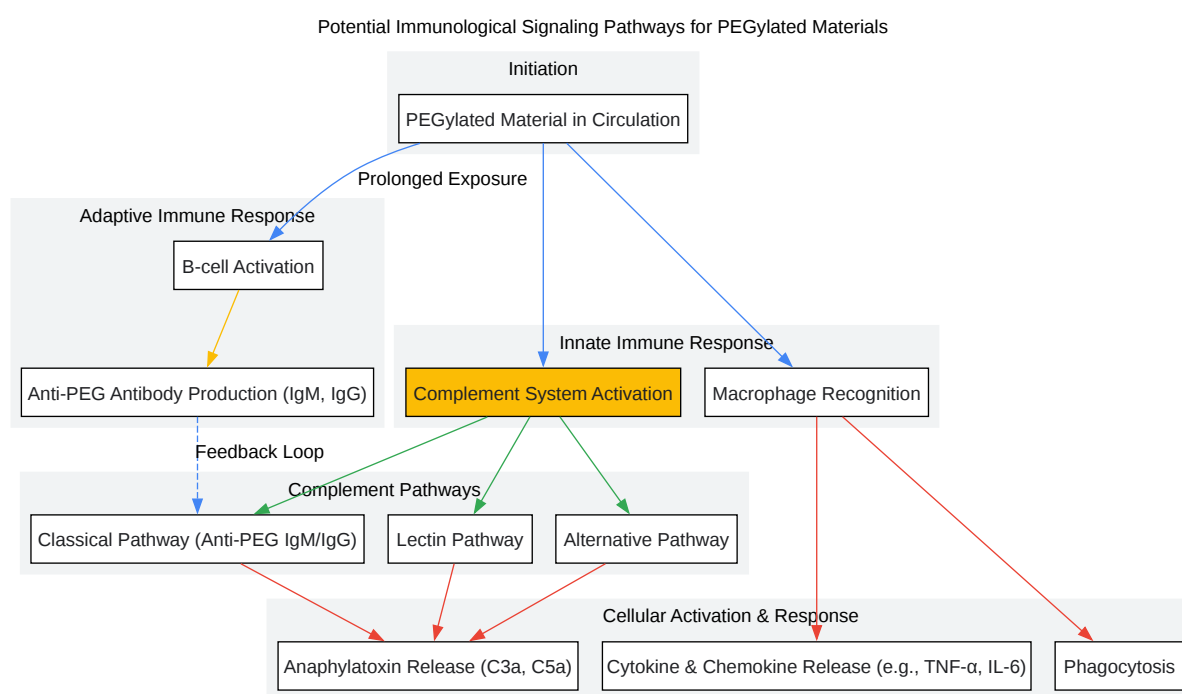 Potential Immunological Signaling Pathways for PEGylated Materials
Initiation
PEGylated Material in Circulation
Prolonged Exposure
Adaptive Immune Response
B-cell Activation
Innate Immune Response
Anti-PEG Antibody Production (IgM, IgG)
Complement System Activation
Macrophage Recognition
Feedback Loop
Complement Pathways
Classical Pathway (Anti-PEG IgM/IgG)
Lectin Pathway
Alternative Pathway
Cellular Activation & Response
Anaphylatoxin Release (C3a, C5a)
Cytokine & Chemokine Release (e.g., TNF-α, IL-6)
Phagocytosis